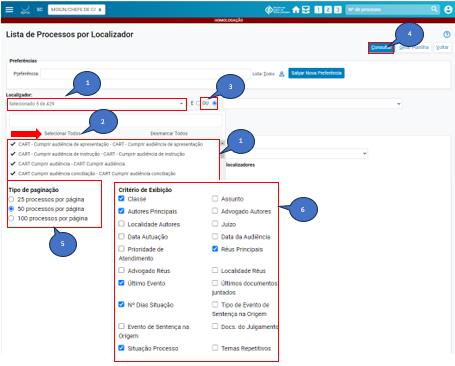 SC MOSUN/CHEFE DE C/
1 2 3
Nº de processo
HOMOLOGAÇÃO
Lista de Processos por Localizador
4
Consultar Gerar Planilha Voltar
Preferências
Preferência:
Listar Todos Salvar Nova Preferência
1
3
Localizador:
Selecionado 5 de 429
E OU
2
Selecionar Todos
Desmarcar Todos
1
CART - Cumprir audiência de apresentação - CART - Cumprir audiência de apresentação
CART - Cumprir audiência de instrução - CART - Cumprir audiência de instrução
CART Cumprir audiência - CART Cumprir audiência
CART Cumprir audiência conciliação - CART Cumprir audiência conciliação
localizadores
Tipo de paginação
25 processos por página
50 processos por página
100 processos por página
5
Critério de Exibição
6
Classe
Assunto
Autores Principais
Advogado Autores
Localidade Autores
Juizo
Data Autuação
Data da Audiência
Prioridade de Atendimento
Réus Principais
Advogado Réus
Localidade Réus
Último Evento
Últimos documentos juntados
Nº Dias Situação
Tipo de Evento de Sentença na Origem
Evento de Sentença na Origem
Docs. do Julgamento
Situação Processo
Temas Repetitivos